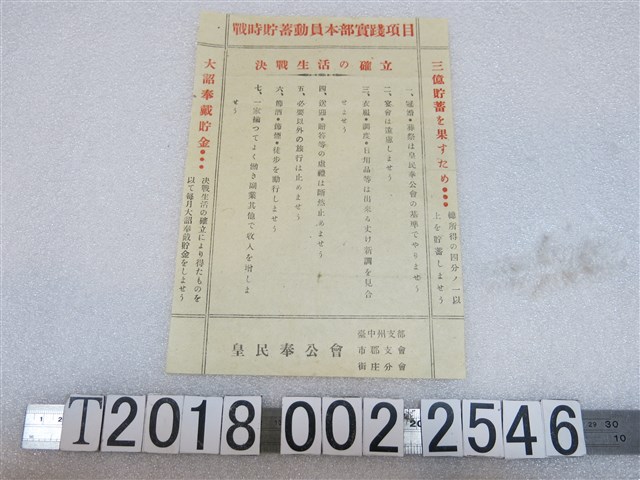 戰時貯蓄動員本部實踐項目
三億貯蓄を果すため●●●
總所得の四分ノ一以
上を貯蓄しませう
決戰生活の確立
一、冠婚・葬祭は皇民奉公會の基準でやりませう
二、宴會は遠慮しませう
三、衣服・調度・日用品等は出來る丈け新調を見合
せませう
四、送迎・贈答等の虛禮は斷然止めませう
五、必要以外の旅行は止めませう
六、節酒・節煙・徒步を勵行しませう
七、一家揃つてよく働き副業其他で收入を增しま
せう
大詔奉戴貯金●●●
決戰生活の確立により得たものを
以て每月大詔奉戴貯金をしませう
皇民奉公會
臺中州支部
市郡支會
街庄分會
T2018 002 2546